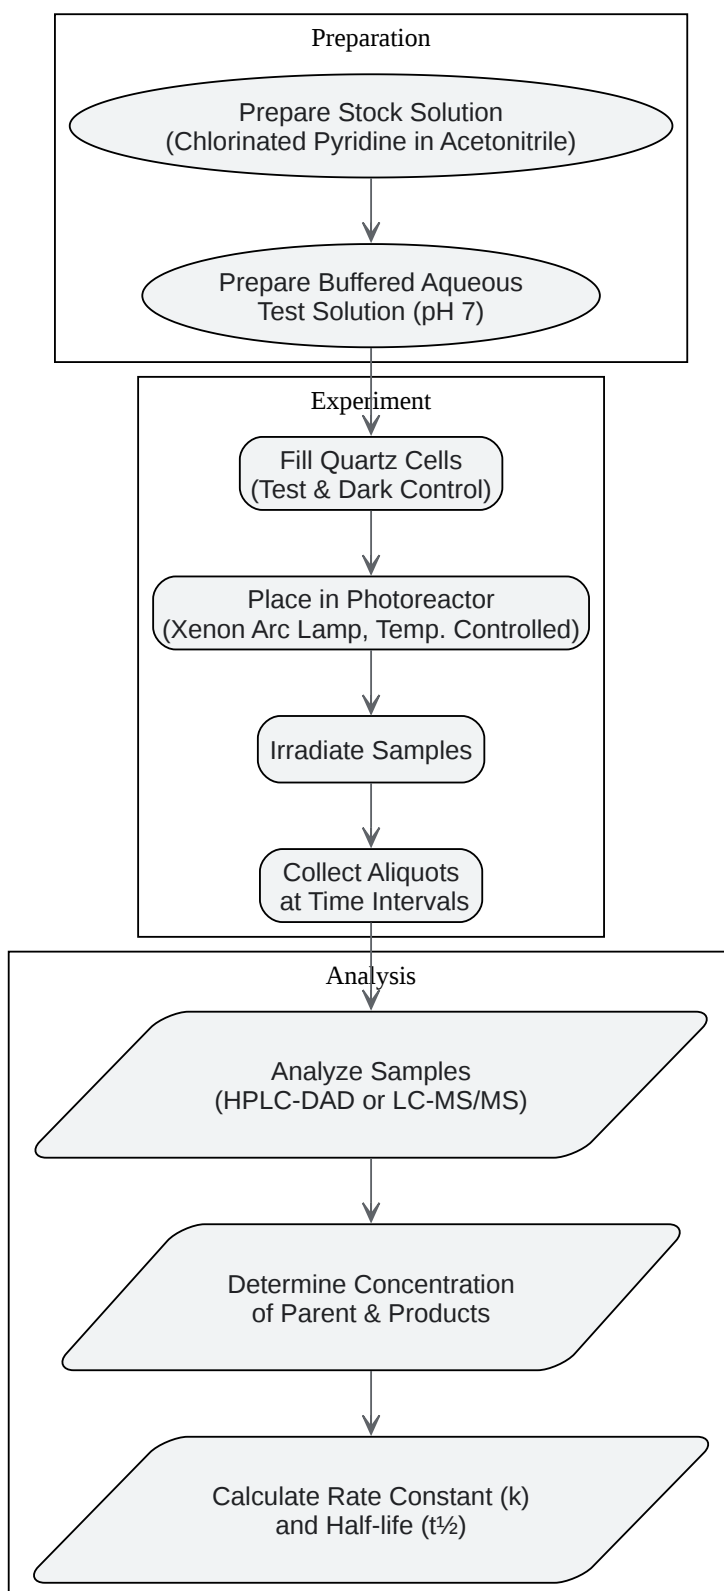 Preparation
Prepare Stock Solution
(Chlorinated Pyridine in Acetonitrile)
Prepare Buffered Aqueous
Test Solution (pH 7)
Experiment
Fill Quartz Cells
(Test & Dark Control)
Place in Photoreactor
(Xenon Arc Lamp, Temp. Controlled)
Irradiate Samples
Collect Aliquots
at Time Intervals
Analysis
Analyze Samples
(HPLC-DAD or LC-MS/MS)
Determine Concentration
of Parent & Products
Calculate Rate Constant (k)
and Half-life (t½)